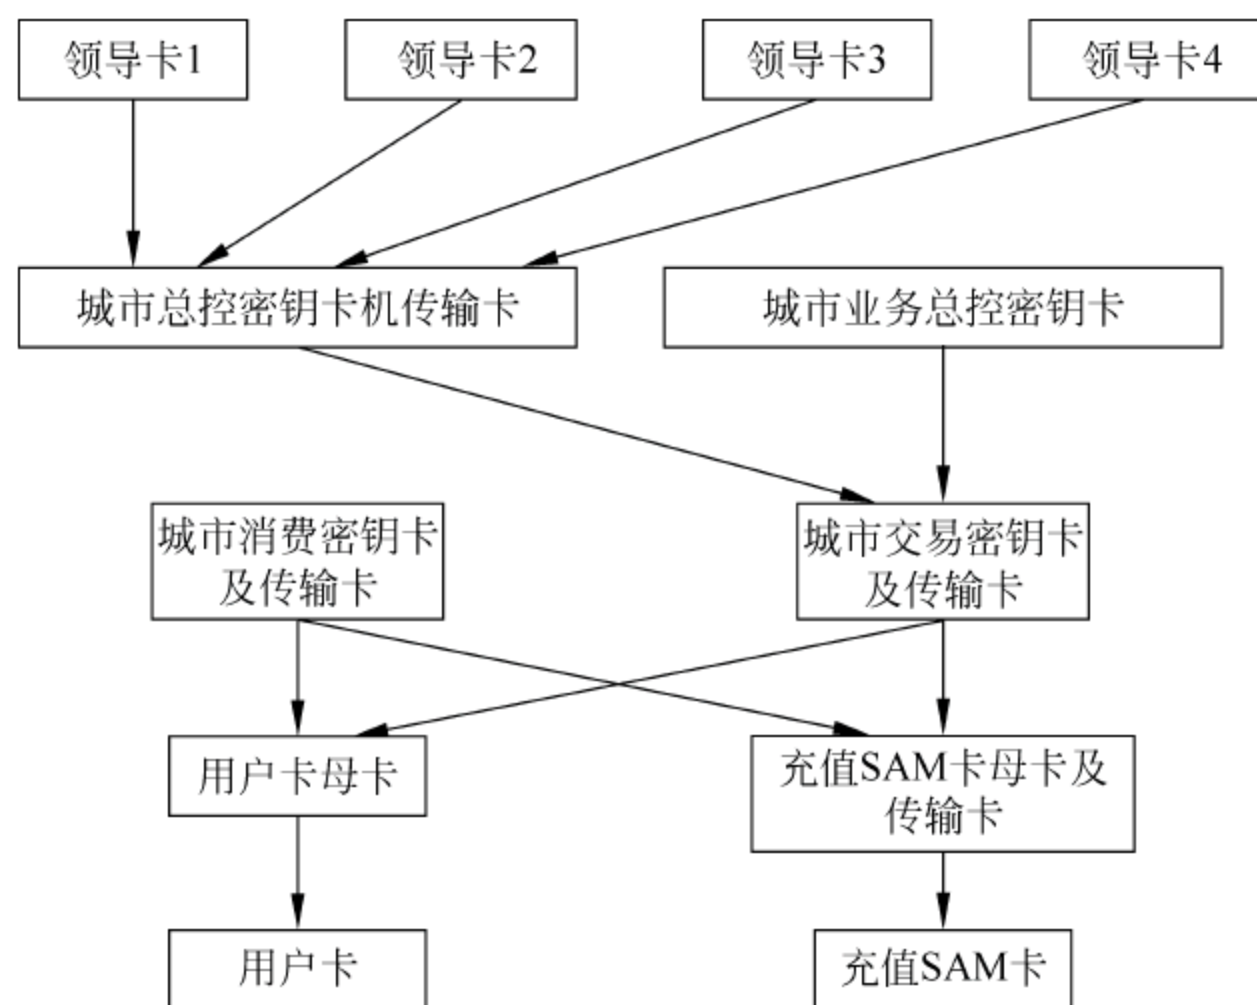 领导卡1
领导卡2
领导卡3
领导卡4
城市总控密钥卡机传输卡
城市业务总控密钥卡
城市消费密钥卡
及传输卡
城市交易密钥卡
及传输卡
用户卡母卡
充值SAM卡母卡及
传输卡
用户卡
充值SAM卡